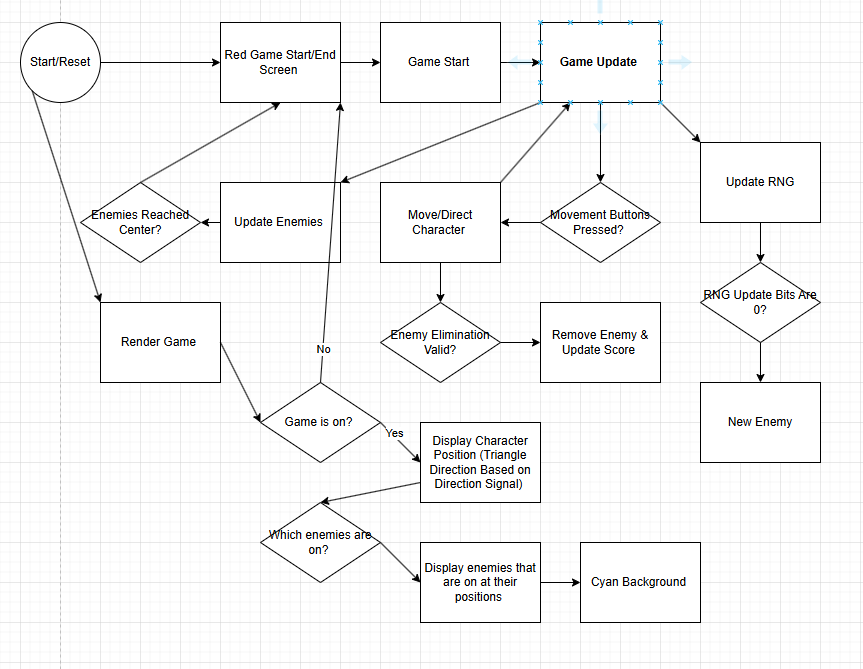 Start/Reset
Red Game Start/End
Screen
Game Start
Game Update
Enemies Reached
Center?
Update Enemies
Move/Direct
Character
Movement Buttons
Pressed?
Update RNG
RNG Update Bits Are
0?
Render Game
Enemy Elimination
Valid?
Remove Enemy &
Update Score
No
New Enemy
Game is on?
Yes
Display Character
Position (Triangle
Direction Based on
Direction Signal)
Which enemies are
on?
Display enemies that
are on at their
positions
Cyan Background